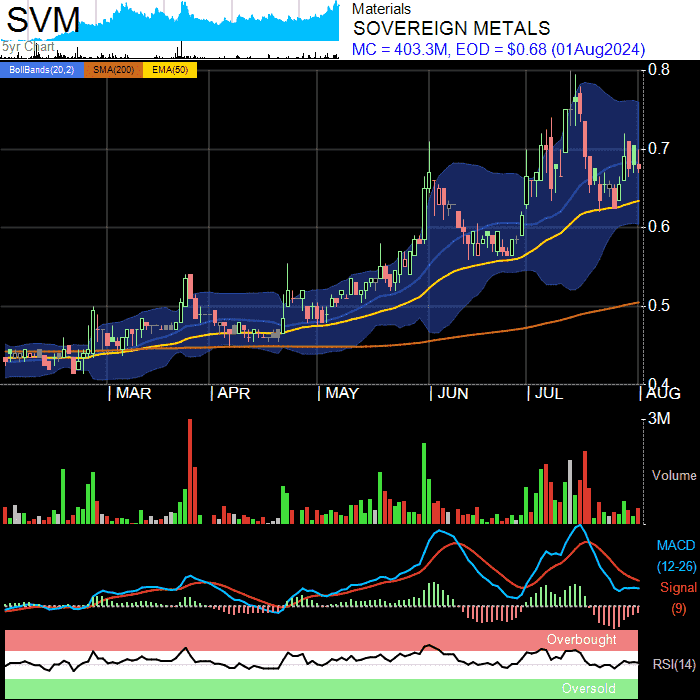 SVM
5yr Chart
Materials
SOVEREIGN METALS
MC = 403.3M, EOD = $0.68 (01Aug2024)
BollBands(20,2) SMA(200) EMA(50)
0.8
0.7
0.6
0.5
0.4
MAR APR MAY JUN JUL AUG
3M
Volume
MACD
(12-26)
Signal
(9)
Overbought
RSI(14)
Oversold